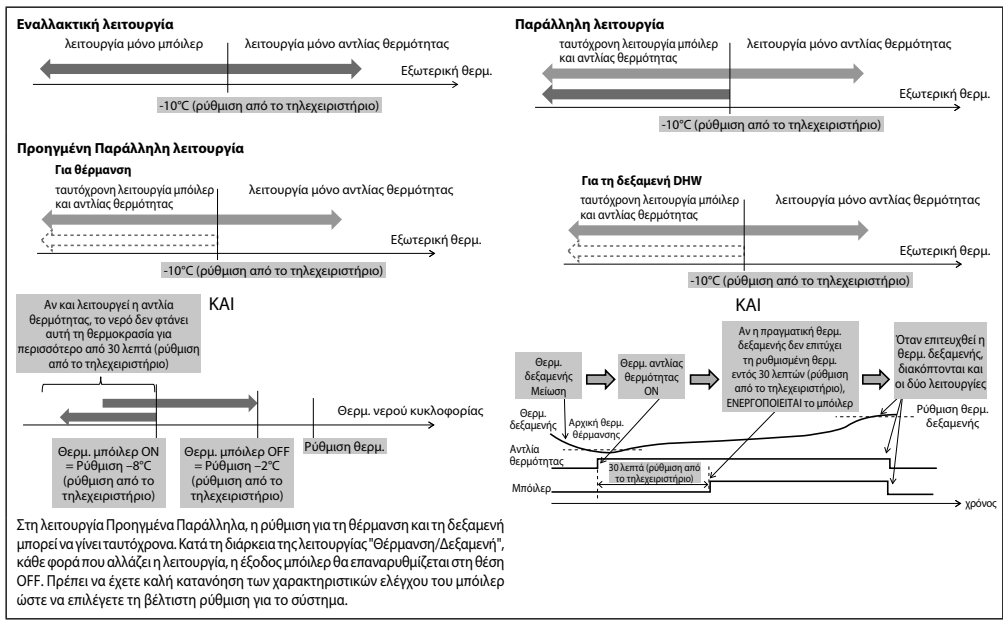 Εναλλακτική λειτουργία
λειτουργία μόνο μπόιλερ
λειτουργία μόνο αντλίας θερμότητας
Εξωτερική θερμ.
-10°C (ρύθμιση από το τηλεχειριστήριο)
Παράλληλη λειτουργία
ταυτόχρονη λειτουργία μπόιλερ
και αντλίας θερμότητας
λειτουργία μόνο αντλίας θερμότητας
Εξωτερική θερμ.
-10°C (ρύθμιση από το τηλεχειριστήριο)
Προηγμένη Παράλληλη λειτουργία
Για θέρμανση
ταυτόχρονη λειτουργία μπόιλερ
και αντλίας θερμότητας
λειτουργία μόνο αντλίας θερμότητας
Εξωτερική θερμ.
-10°C (ρύθμιση από το τηλεχειριστήριο)
ΚΑΙ
Αν και λειτουργεί η αντλία
θερμότητας, το νερό δεν φτάνει
αυτή τη θερμοκρασία για
περισσότερο από 30 λεπτά (ρύθμιση
από το τηλεχειριστήριο)
Θερμ. νερού κυκλοφορίας
Θερμ. μπόιλερ ON
= Ρύθμιση –8°C
(ρύθμιση από το
τηλεχειριστήριο)
Θερμ. μπόιλερ OFF
= Ρύθμιση –2°C
(ρύθμιση από το
τηλεχειριστήριο)
Ρύθμιση θερμ.
Για τη δεξαμενή DHW
ταυτόχρονη λειτουργία μπόιλερ
και αντλίας θερμότητας
λειτουργία μόνο αντλίας θερμότητας
Εξωτερική θερμ.
-10°C (ρύθμιση από το τηλεχειριστήριο)
ΚΑΙ
Θερμ.
δεξαμενής
Μείωση
Θερμ. αντλίας
θερμότητας
ON
Αν η πραγματική θερμ.
δεξαμενής δεν επιτύχει
τη ρυθμισμένη θερμ.
εντός 30 λεπτών (ρύθμιση
από το τηλεχειριστήριο),
ΕΝΕΡΓΟΠΟΙΕΙΤΑΙ το μπόιλερ
Όταν επιτευχθεί η
θερμ. δεξαμενής,
διακόπτονται και
οι δύο λειτουργίες
Θερμ.
δεξαμενής
Αρχική θερμ.
θέρμανσης
Ρύθμιση θερμ.
δεξαμενής
Αντλία
θερμότητας
30 λεπτά (ρύθμιση από
το τηλεχειριστήριο)
Μπόιλερ
χρόνος
Στη λειτουργία Προηγμένα Παράλληλα, η ρύθμιση για τη θέρμανση και τη δεξαμενή
μπορεί να γίνει ταυτόχρονα. Κατά τη διάρκεια της λειτουργίας "Θέρμανση/Δεξαμενή",
κάθε φορά που αλλάζει η λειτουργία, η έξοδος μπόιλερ θα επαναρυθμίζεται στη θέση
OFF. Πρέπει να έχετε καλή κατανόηση των χαρακτηριστικών ελέγχου του μπόιλερ
ώστε να επιλέγετε τη βέλτιστη ρύθμιση για το σύστημα.